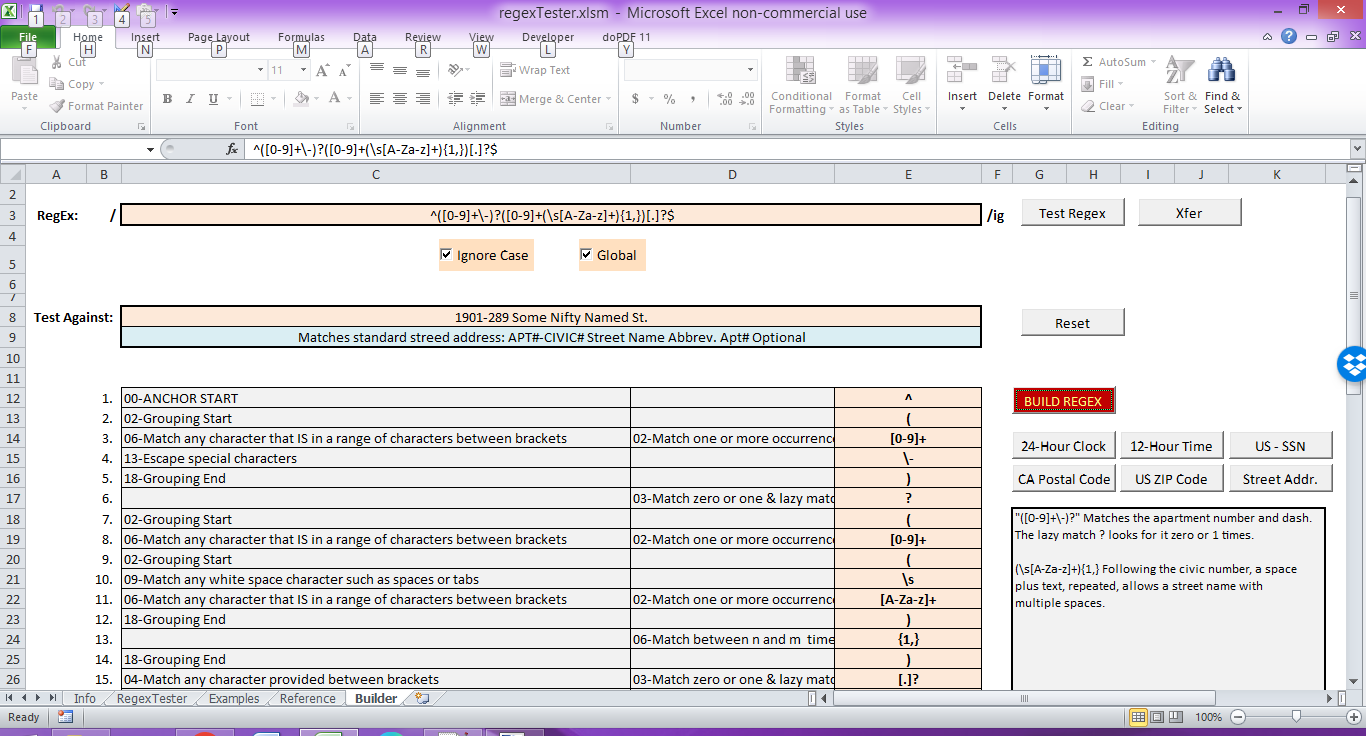 regexTester.xlsm - Microsoft Excel non-commercial use
1 2 3 4 5
File Home Insert Page Layout Formulas Data Review View Developer doPDF 11
F H N P M A R W L Y
Paste Cut Copy Format Painter
11 A A
B I U A
Wrap Text
Merge & Center
$ % , .0 .00 .00 .0
Conditional Formatting Format as Table Cell Styles
Insert Delete Format
Σ AutoSum Fill Clear
Sort & Filter Find & Select
Clipboard Font Alignment Number Styles Cells Editing
fx ^([0-9]+\-)?([0-9]+(\s[A-Za-z]+){1,})[.]?$
A B C D E F G H I J K
2
3 RegEx: / ^([0-9]+\-)?([0-9]+(\s[A-Za-z]+){1,})[.]?$ /ig Test Regex Xfer
4
5 Ignore Case Global
6
7
8 Test Against: 1901-289 Some Nifty Named St.
9 Matches standard streed address: APT#-CIVIC# Street Name Abbrev. Apt# Optional Reset
10
11
12 1. 00-ANCHOR START ^ BUILD REGEX
13 2. 02-Grouping Start (
14 3. 06-Match any character that IS in a range of characters between brackets 02-Match one or more occurrence [0-9]+ 24-Hour Clock 12-Hour Time US - SSN
15 4. 13-Escape special characters \-
16 5. 18-Grouping End ) CA Postal Code US ZIP Code Street Addr.
17 6. 03-Match zero or one & lazy matc ?
18 7. 02-Grouping Start (
19 8. 06-Match any character that IS in a range of characters between brackets 02-Match one or more occurrence [0-9]+
20 9. 02-Grouping Start (
21 10. 09-Match any white space character such as spaces or tabs \s
22 11. 06-Match any character that IS in a range of characters between brackets 02-Match one or more occurrence [A-Za-z]+
23 12. 18-Grouping End )
24 13. 06-Match between n and m time {1,}
25 14. 18-Grouping End )
26 15. 04-Match any character provided between brackets 03-Match zero or one & lazy matc [.]?
"([0-9]+\-)?" Matches the apartment number and dash.
The lazy match ? looks for it zero or 1 times.
(\s[A-Za-z]+){1,} Following the civic number, a space
plus text, repeated, allows a street name with
multiple spaces.
Info RegexTester Examples Reference Builder
Ready 100%